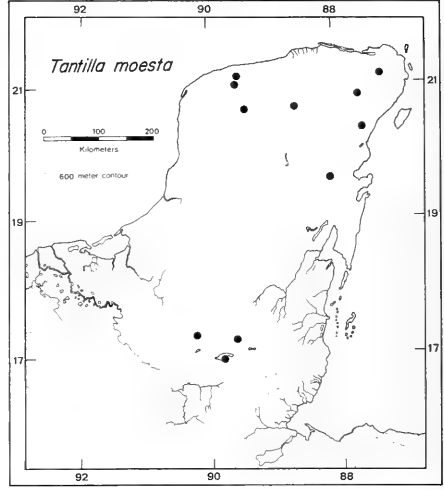 92 90 88
Tantilla moesta
21 21
0 100 200
Kilometers
600 meter contour
19 19
17 17
92 90 88